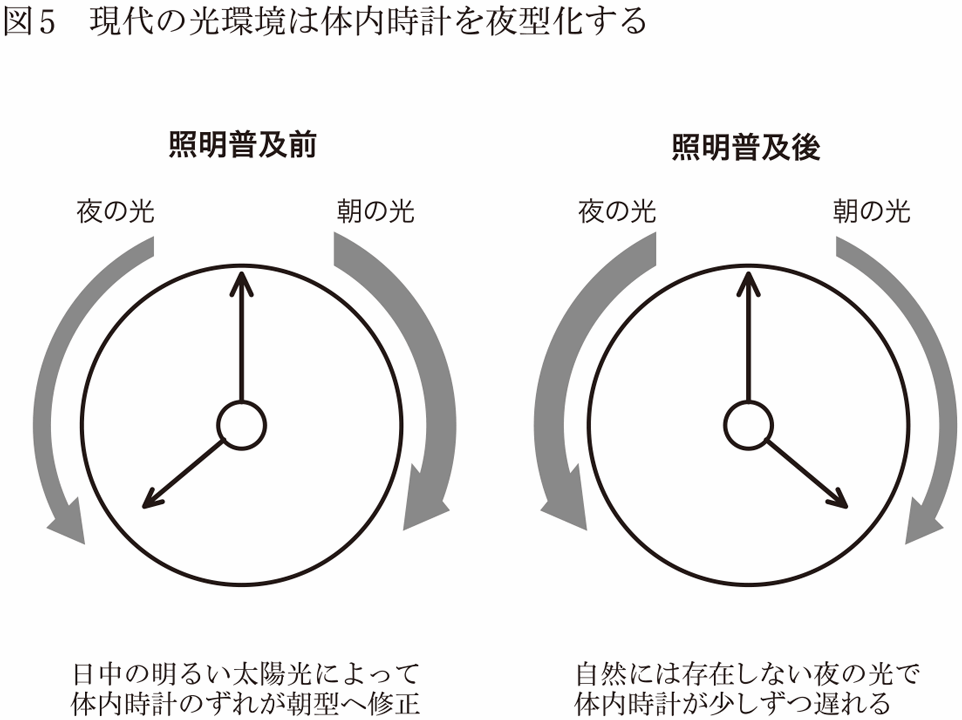 図5 現代の光環境は体内時計を夜型化する
照明普及前
夜の光
朝の光
日中の明るい太陽光によって
体内時計のずれが朝型へ修正
照明普及後
夜の光
朝の光
自然には存在しない夜の光で
体内時計が少しずつ遅れる